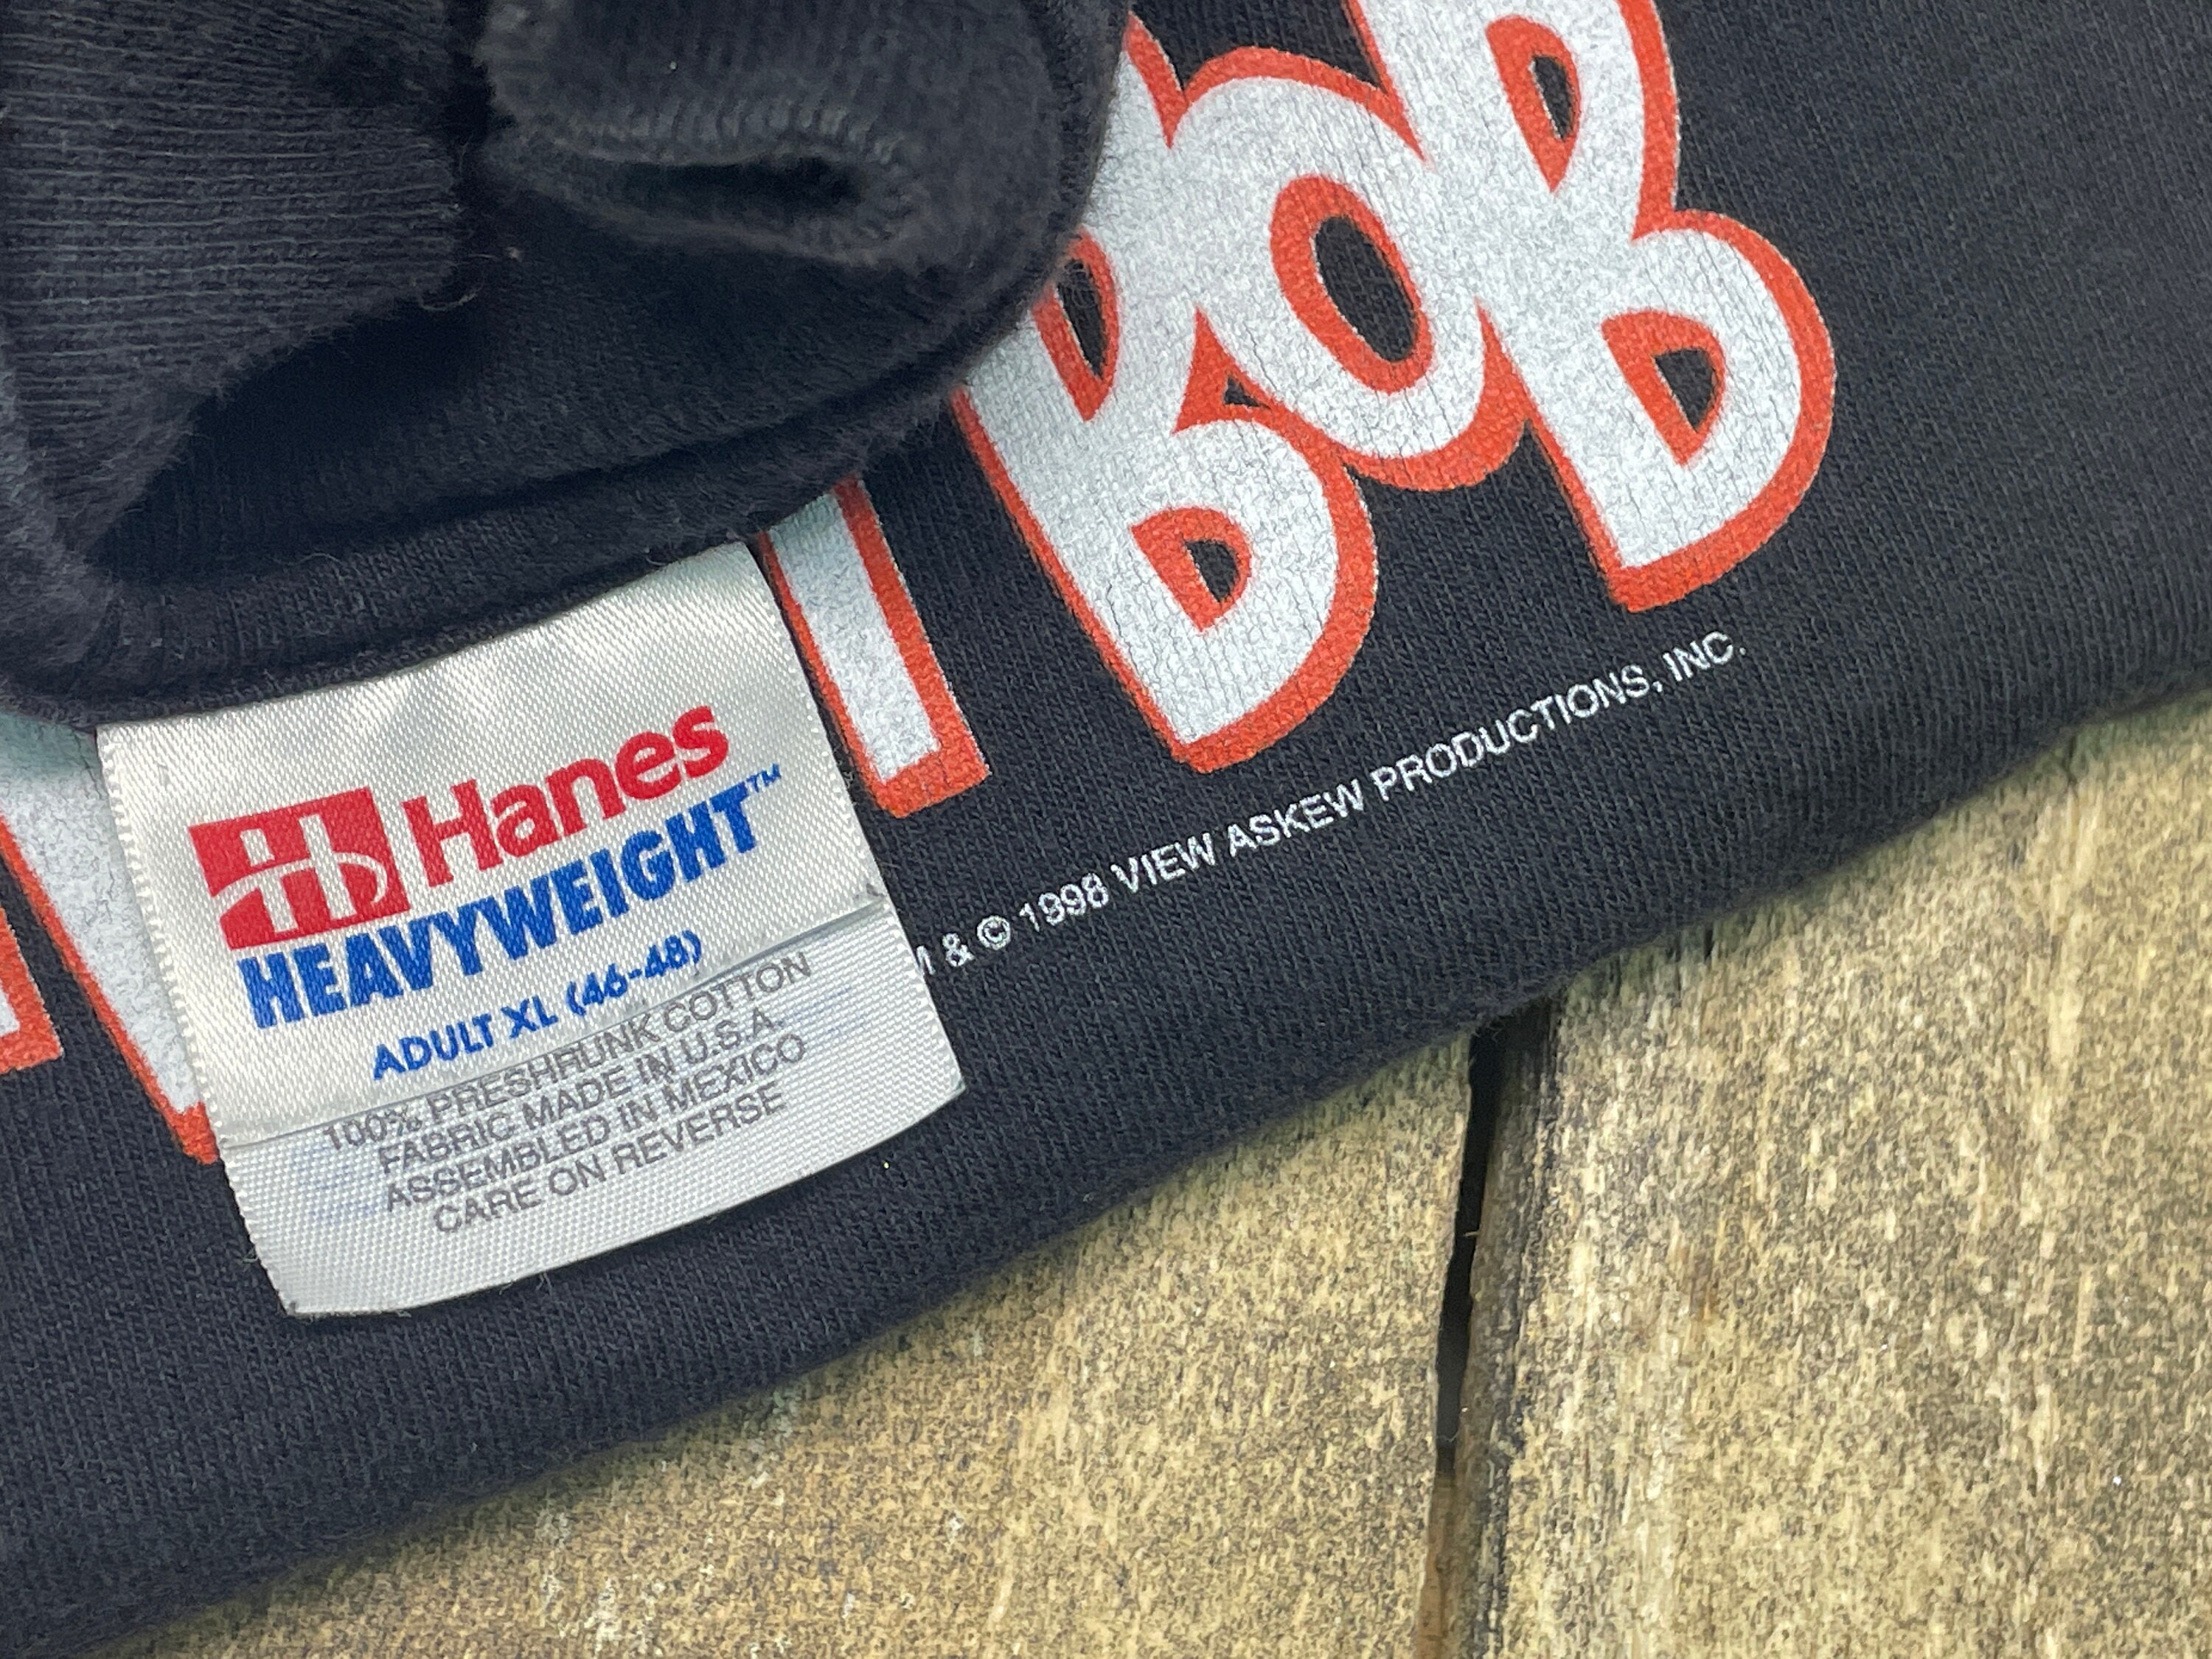 BOB
& © 1998 VIEW ASKEW PRODUCTIONS, INC.
Hanes
HEAVYWEIGHT™
ADULT XL (46-48)
100% PRESHRUNK COTTON
FABRIC MADE IN U.S.A.
ASSEMBLED IN MEXICO
CARE ON REVERSE